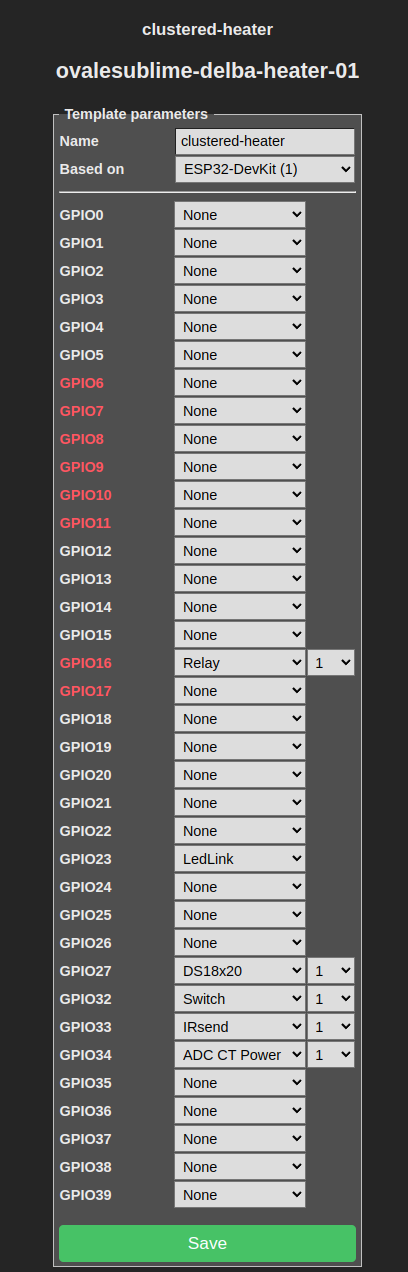 clustered-heater
ovalesublime-delba-heater-01
Template parameters
Name clustered-heater
Based on ESP32-DevKit (1)
GPIO0 None
GPIO1 None
GPIO2 None
GPIO3 None
GPIO4 None
GPIO5 None
GPIO6 None
GPIO7 None
GPIO8 None
GPIO9 None
GPIO10 None
GPIO11 None
GPIO12 None
GPIO13 None
GPIO14 None
GPIO15 None
GPIO16 Relay 1
GPIO17 None
GPIO18 None
GPIO19 None
GPIO20 None
GPIO21 None
GPIO22 None
GPIO23 LedLink
GPIO24 None
GPIO25 None
GPIO26 None
GPIO27 DS18x20 1
GPIO32 Switch 1
GPIO33 IRsend 1
GPIO34 ADC CT Power 1
GPIO35 None
GPIO36 None
GPIO37 None
GPIO38 None
GPIO39 None
Save